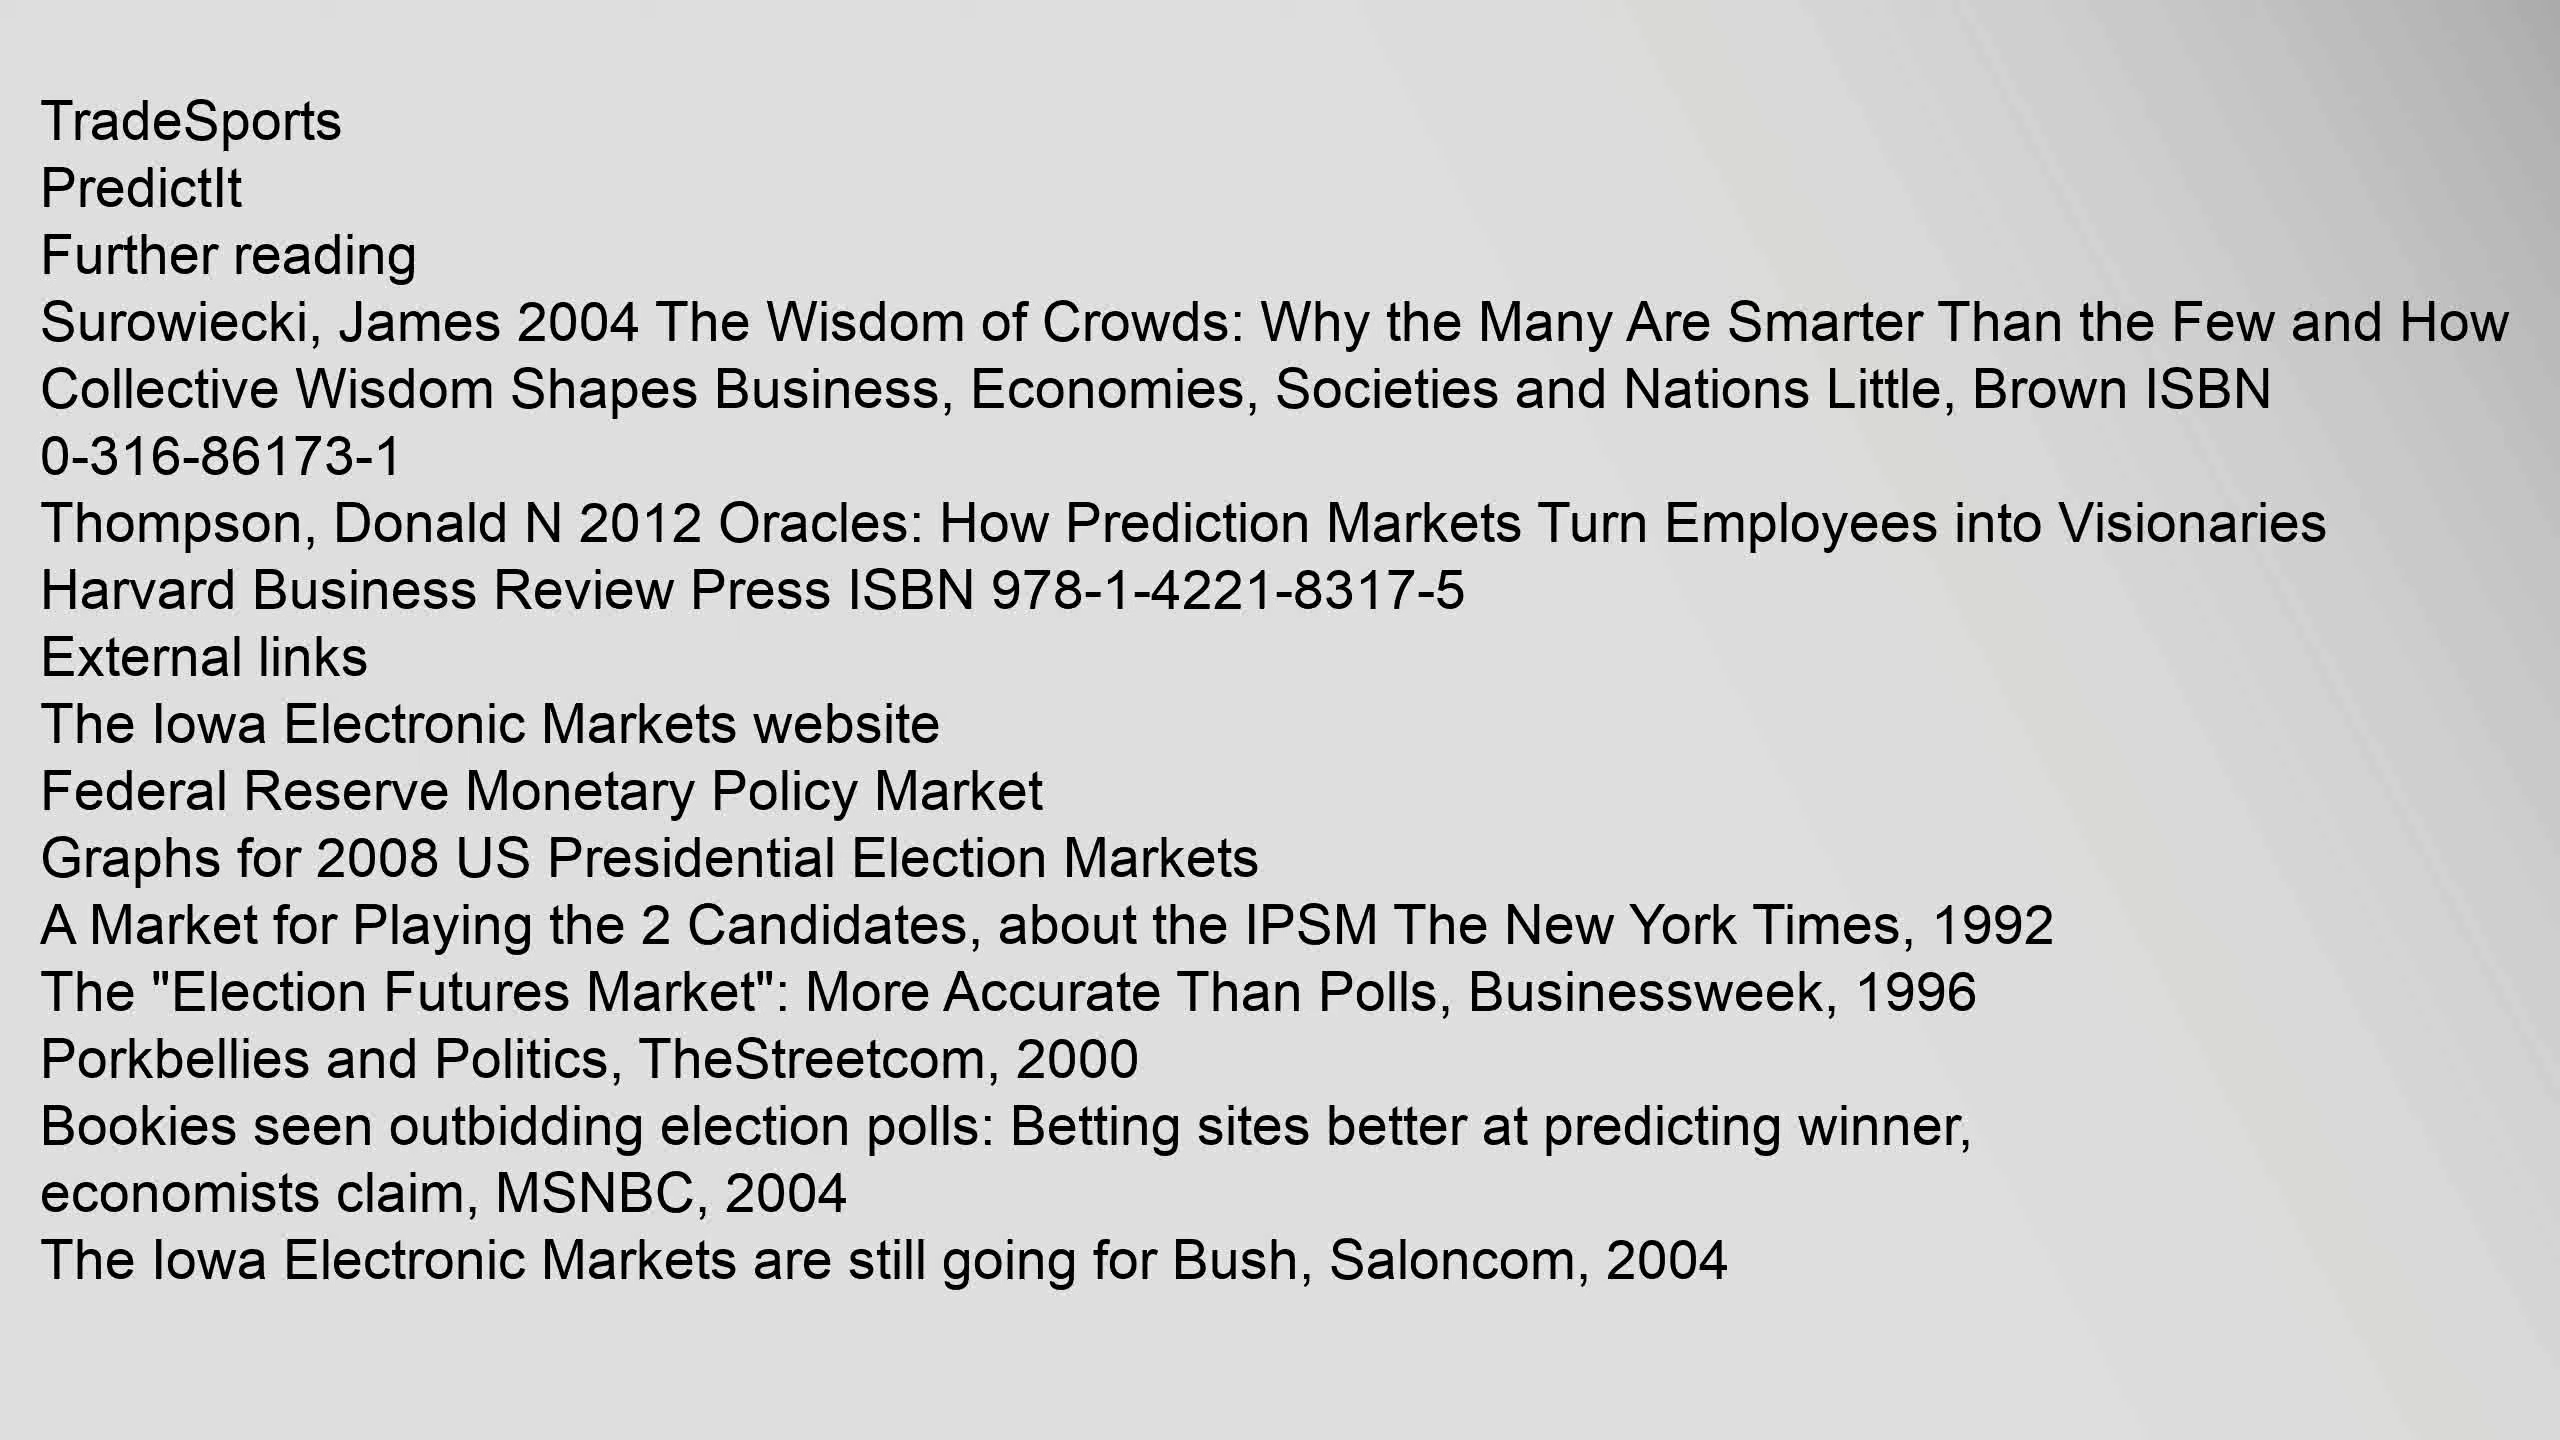 TradeSports
PredictIt
Further reading
Surowiecki, James 2004 The Wisdom of Crowds: Why the Many Are Smarter Than the Few and How
Collective Wisdom Shapes Business, Economies, Societies and Nations Little, Brown ISBN
0-316-86173-1
Thompson, Donald N 2012 Oracles: How Prediction Markets Turn Employees into Visionaries
Harvard Business Review Press ISBN 978-1-4221-8317-5
External links
The Iowa Electronic Markets website
Federal Reserve Monetary Policy Market
Graphs for 2008 US Presidential Election Markets
A Market for Playing the 2 Candidates, about the IPSM The New York Times, 1992
The "Election Futures Market": More Accurate Than Polls, Businessweek, 1996
Porkbellies and Politics, TheStreetcom, 2000
Bookies seen outbidding election polls: Betting sites better at predicting winner,
economists claim, MSNBC, 2004
The Iowa Electronic Markets are still going for Bush, Saloncom, 2004